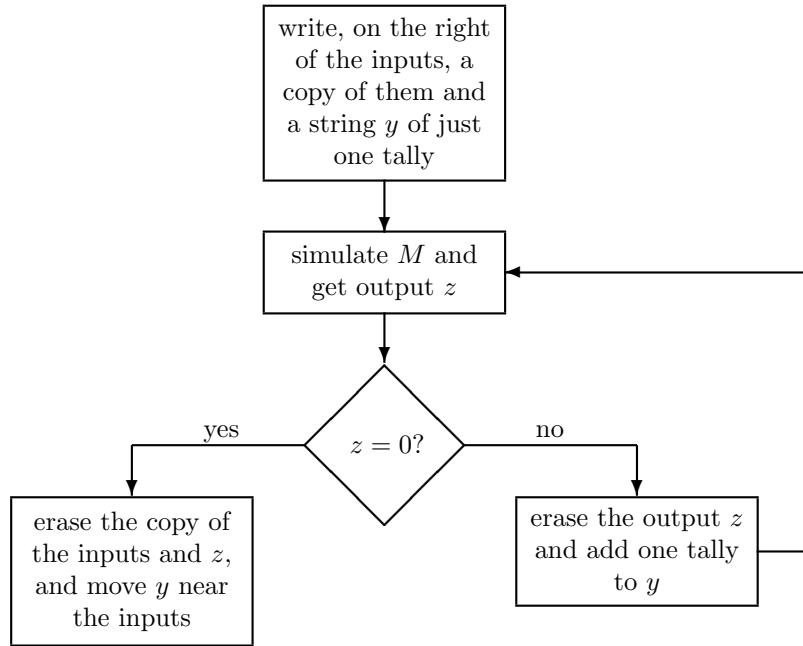 write, on the right
of the inputs, a
copy of them and
a string y of just
one tally
simulate M and
get output z
z = 0?
yes
no
erase the copy of
the inputs and z,
and move y near
the inputs
erase the output z
and add one tally
to y